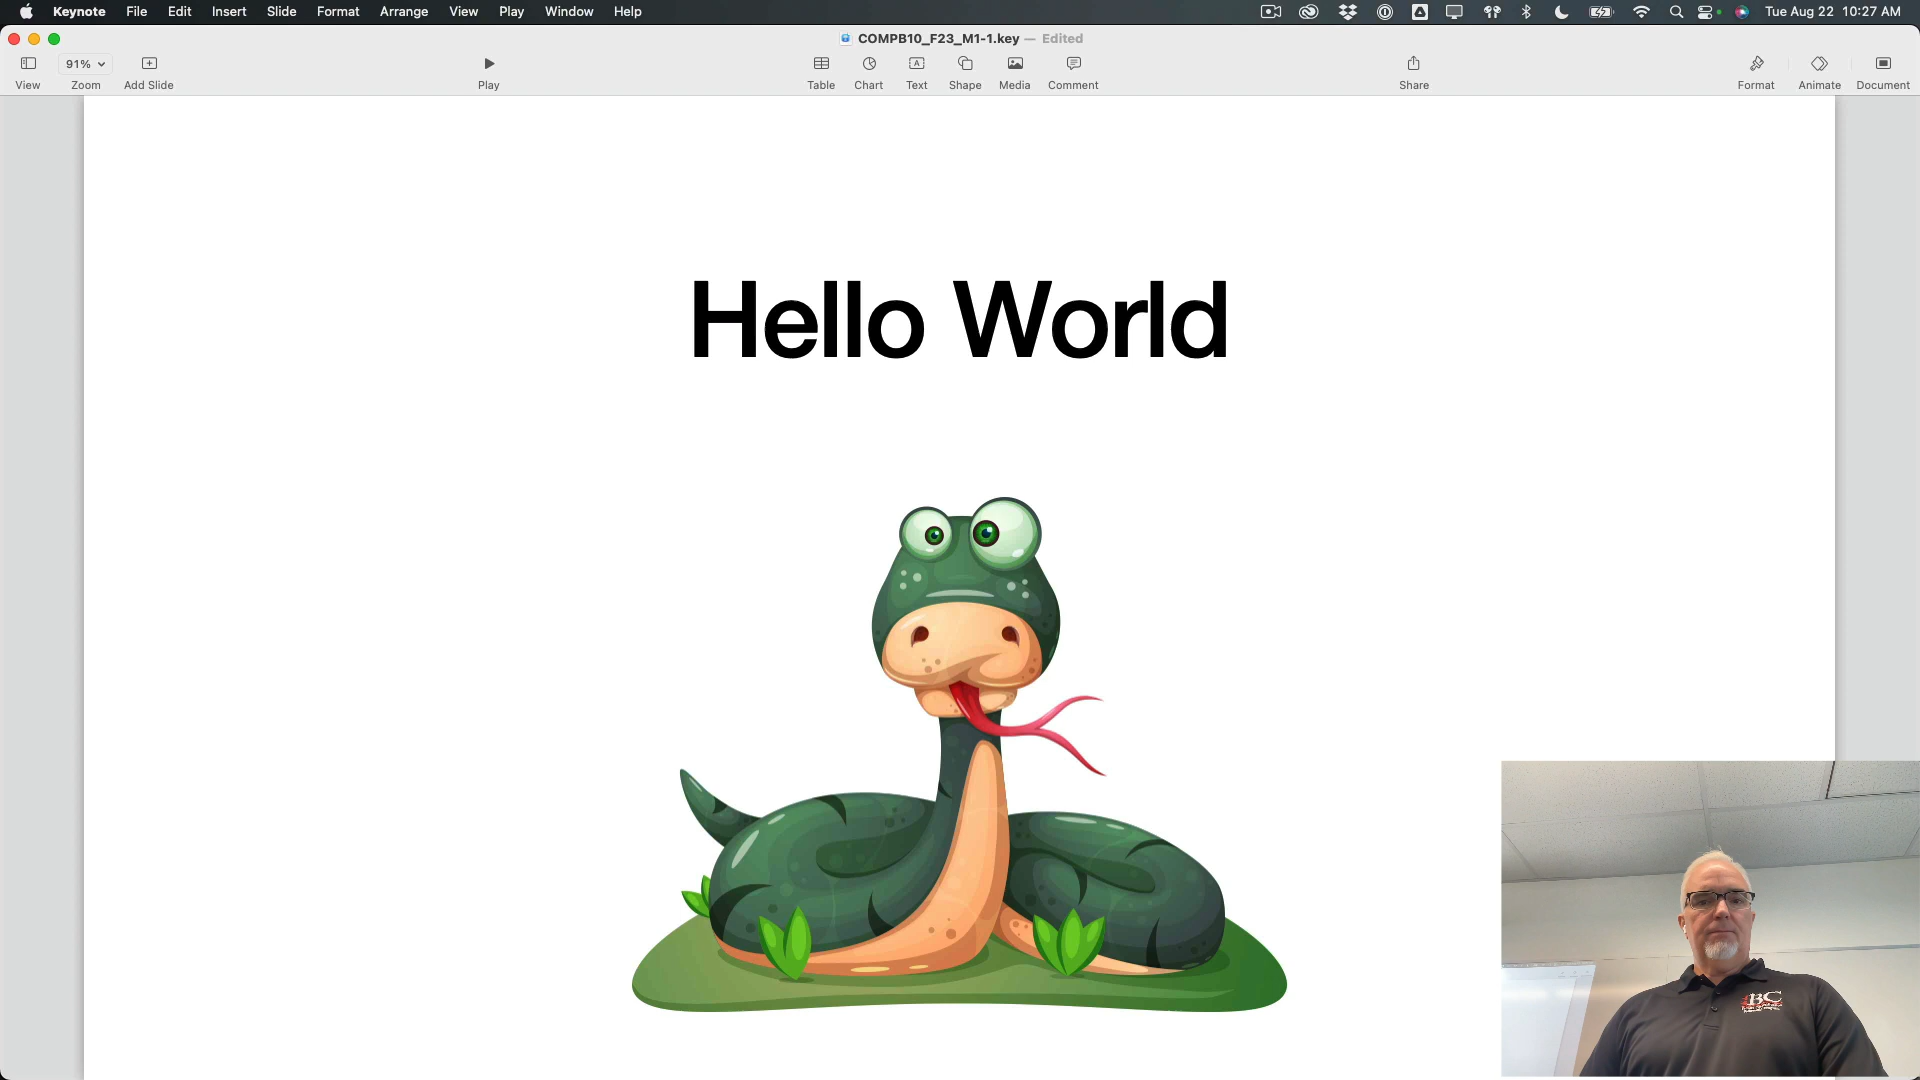 Keynote File Edit Insert Slide Format Arrange View Play Window Help Tue Aug 22 10:27 AM
COMPB10_F23_M1-1.key — Edited
91%
View Zoom Add Slide Play Table Chart Text Shape Media Comment Share Format Animate Document
Hello World
BC